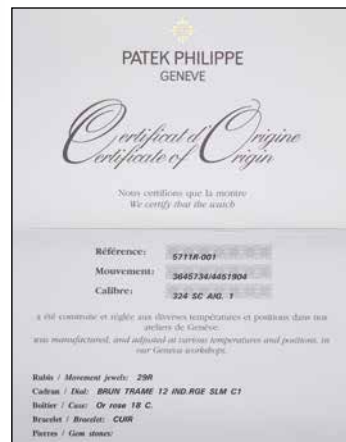 PATEK PHILIPPE
GENEVE
Certificat d'Origine
Certificate of Origin
Nous certifions que la montre
We certify that the watch
Référence: 5711R-001
Mouvement: 3645734/4451904
Calibre: 324 SC AIG. 1
a été construite et réglée aux diverses températures et positions dans nos
ateliers de Genève.
was manufactured, and adjusted at various temperatures and positions, in
our Geneva workshops.
Rubis / Movement jewels: 29R
Cadran / Dial: BRUN TRAME 12 IND.RGE SLM C1
Boîtier / Case: Or rose 18 C.
Bracelet / Bracelet: CUIR
Pierres / Gem stones: